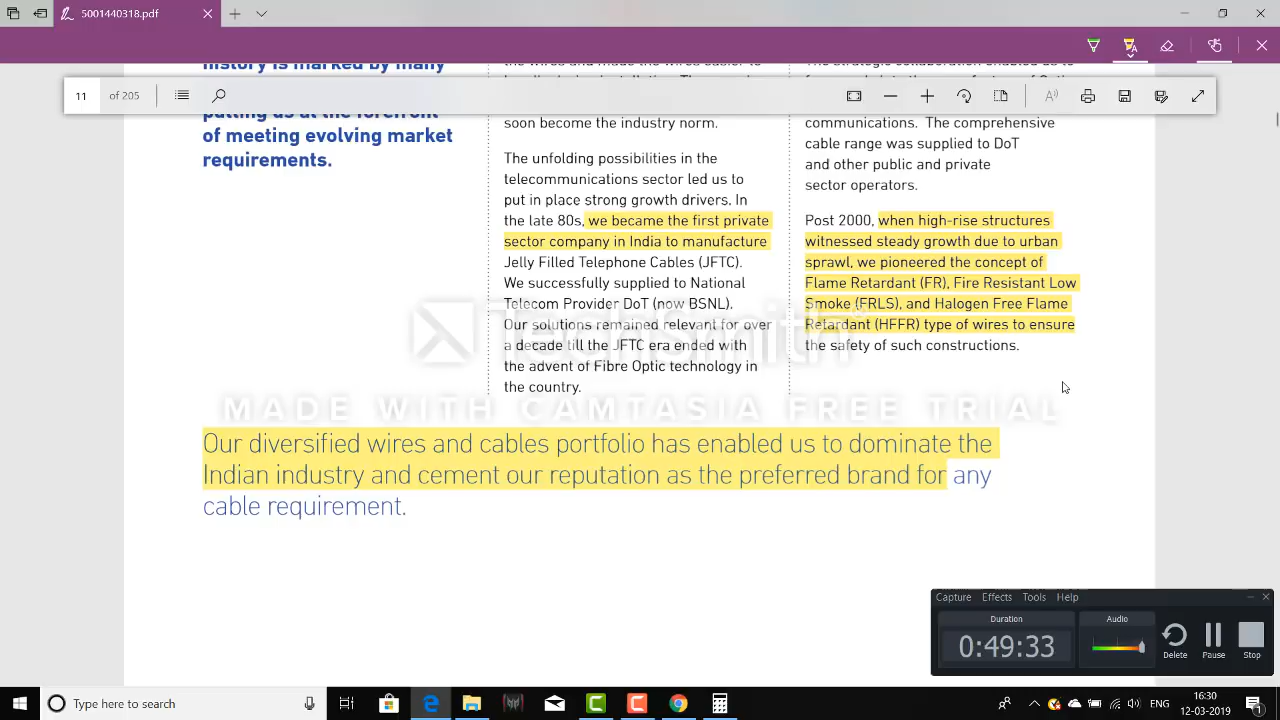 5001440318.pdf
11 of 205
history is marked by many
putting us at the forefront
of meeting evolving market
requirements.
soon become the industry norm.
The unfolding possibilities in the
telecommunications sector led us to
put in place strong growth drivers. In
the late 80s, we became the first private
sector company in India to manufacture
Jelly Filled Telephone Cables (JFTC).
We successfully supplied to National
Telecom Provider DoT (now BSNL).
Our solutions remained relevant for over
a decade till the JFTC era ended with
the advent of Fibre Optic technology in
the country.
communications. The comprehensive
cable range was supplied to DoT
and other public and private
sector operators.
Post 2000, when high-rise structures
witnessed steady growth due to urban
sprawl, we pioneered the concept of
Flame Retardant (FR), Fire Resistant Low
Smoke (FRLS), and Halogen Free Flame
Retardant (HFFR) type of wires to ensure
the safety of such constructions.
TechSmith®
MADE WITH CAMTASIA FREE TRIAL
Our diversified wires and cables portfolio has enabled us to dominate the
Indian industry and cement our reputation as the preferred brand for any
cable requirement.
Capture Effects Tools Help
Duration
0:49:33
Audio
Delete
Pause
Stop
Type here to search
ENG
16:30
12-03-2019